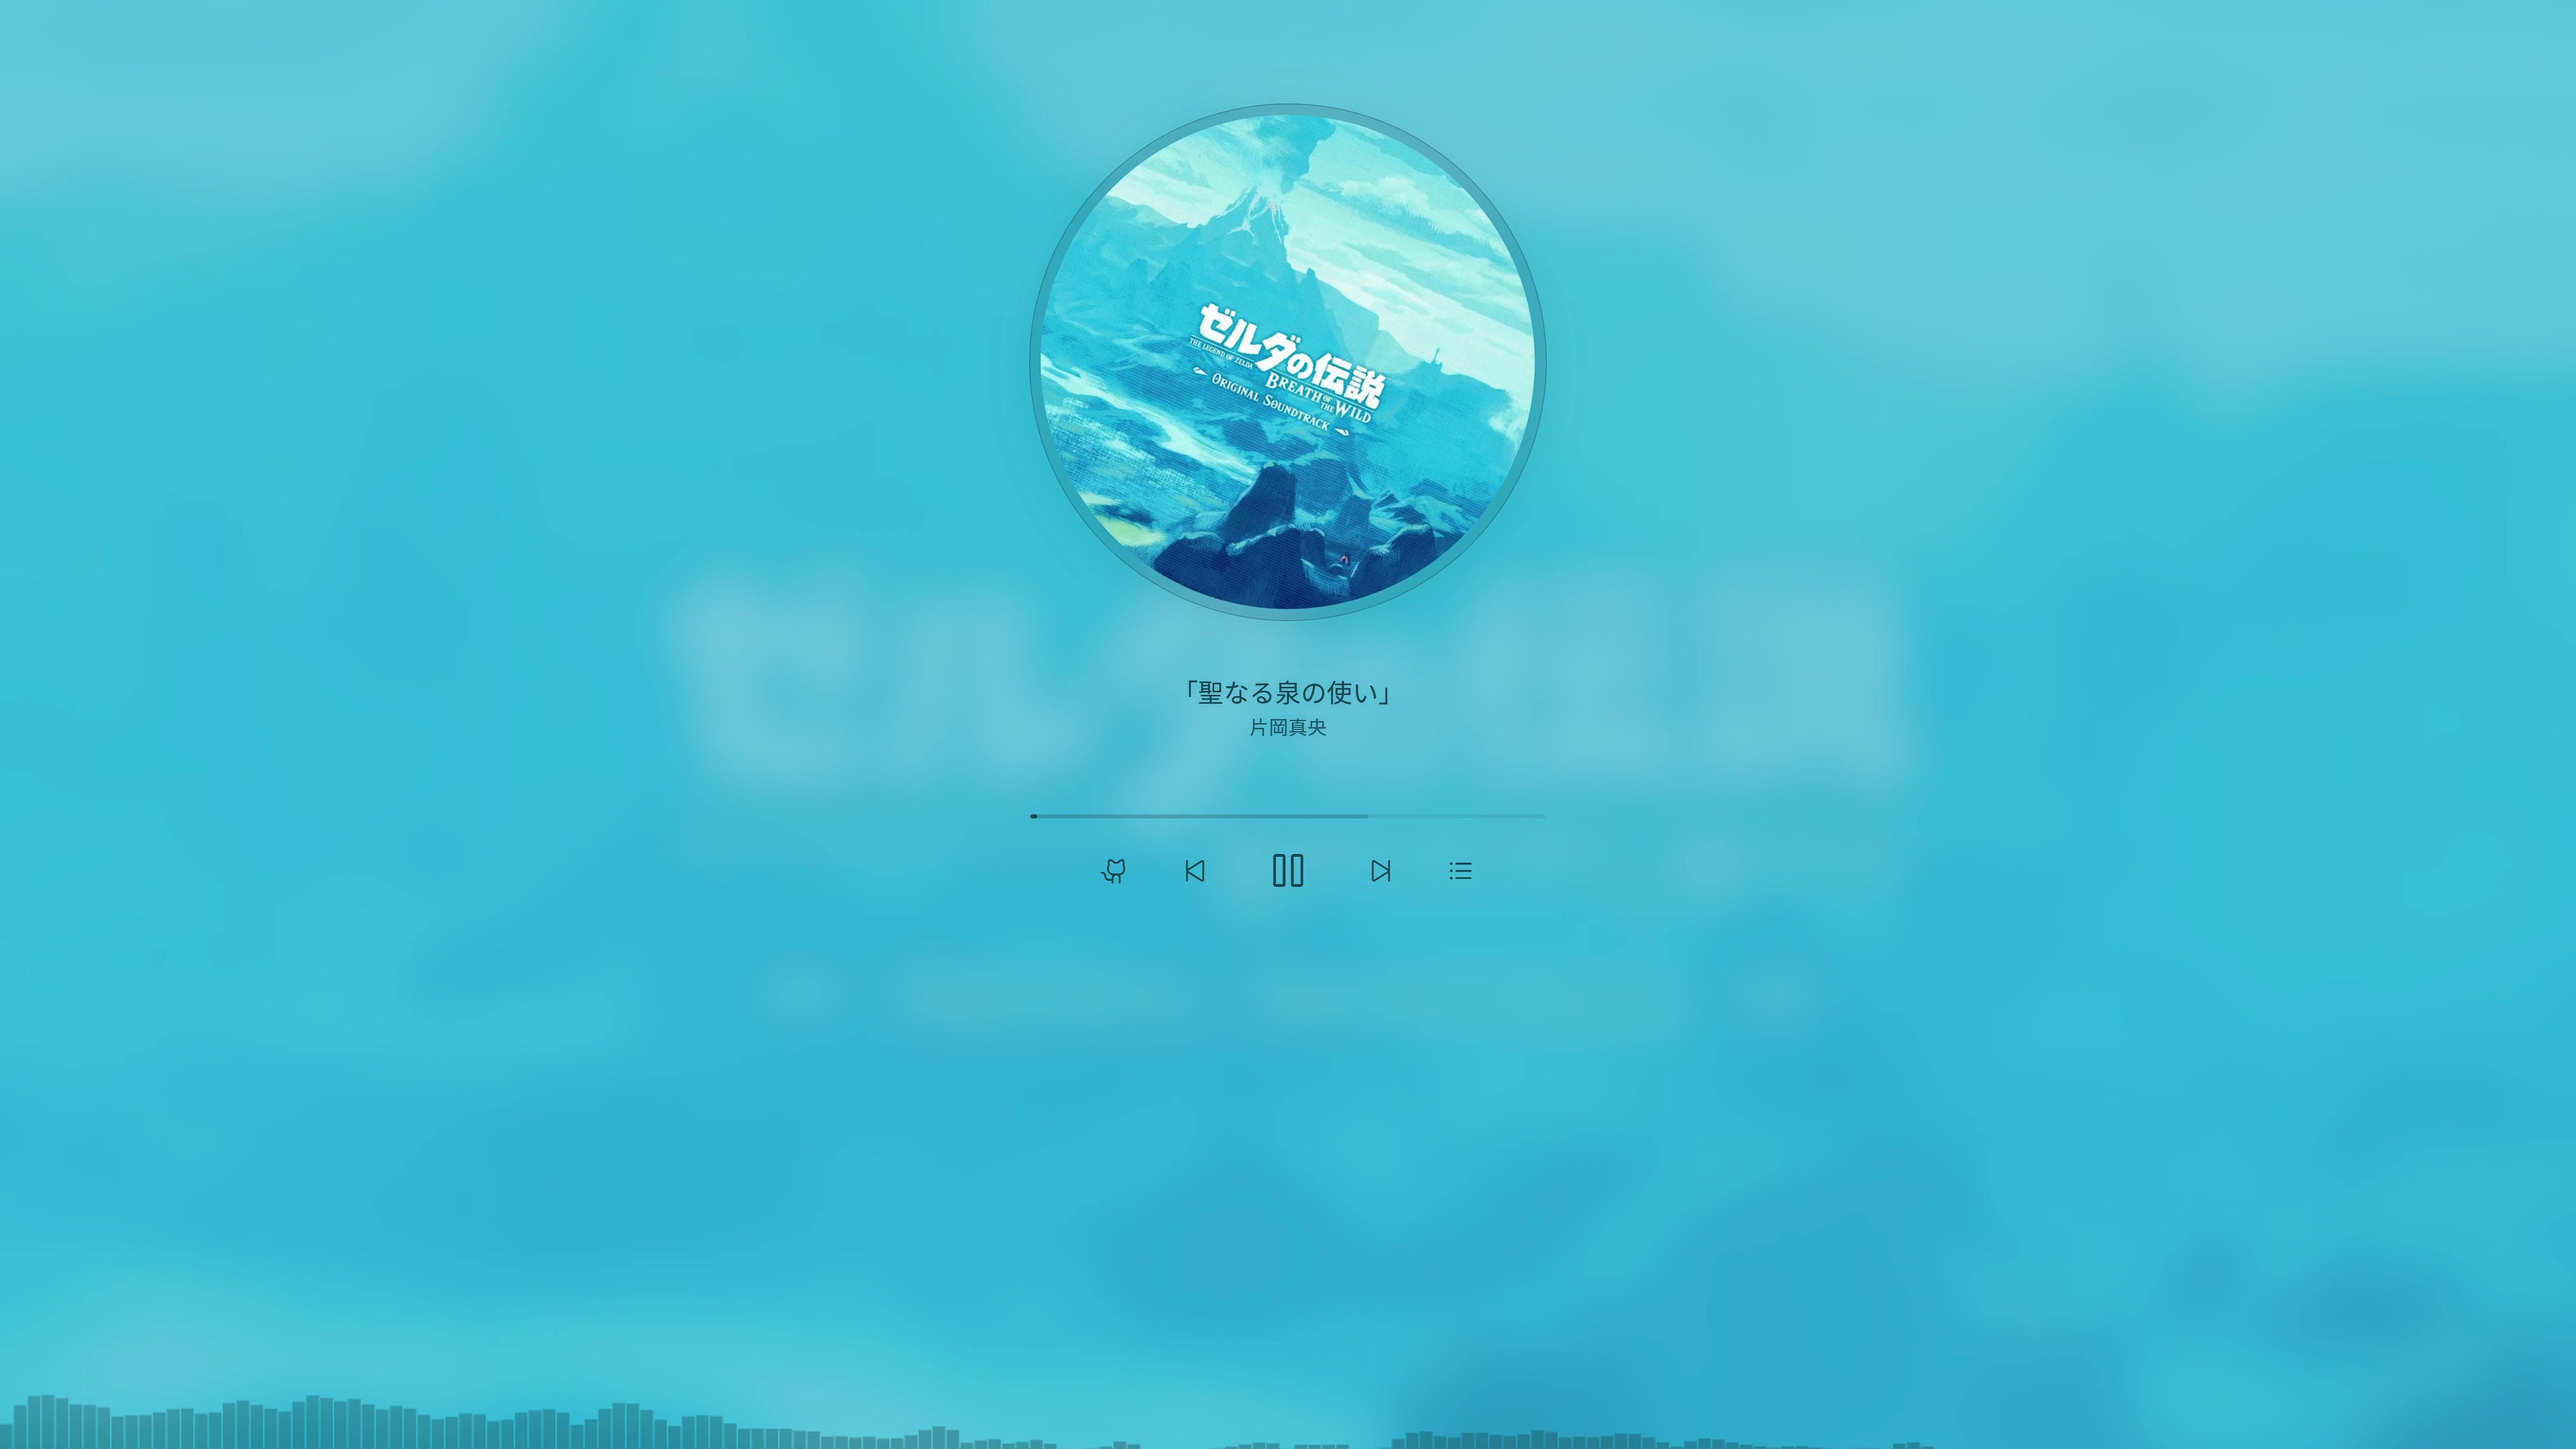 ゼルダの伝説
THE LEGEND OF ZELDA
BREATH OF THE WILD
ORIGINAL SOUNDTRACK
「聖なる泉の使い」
片岡真央